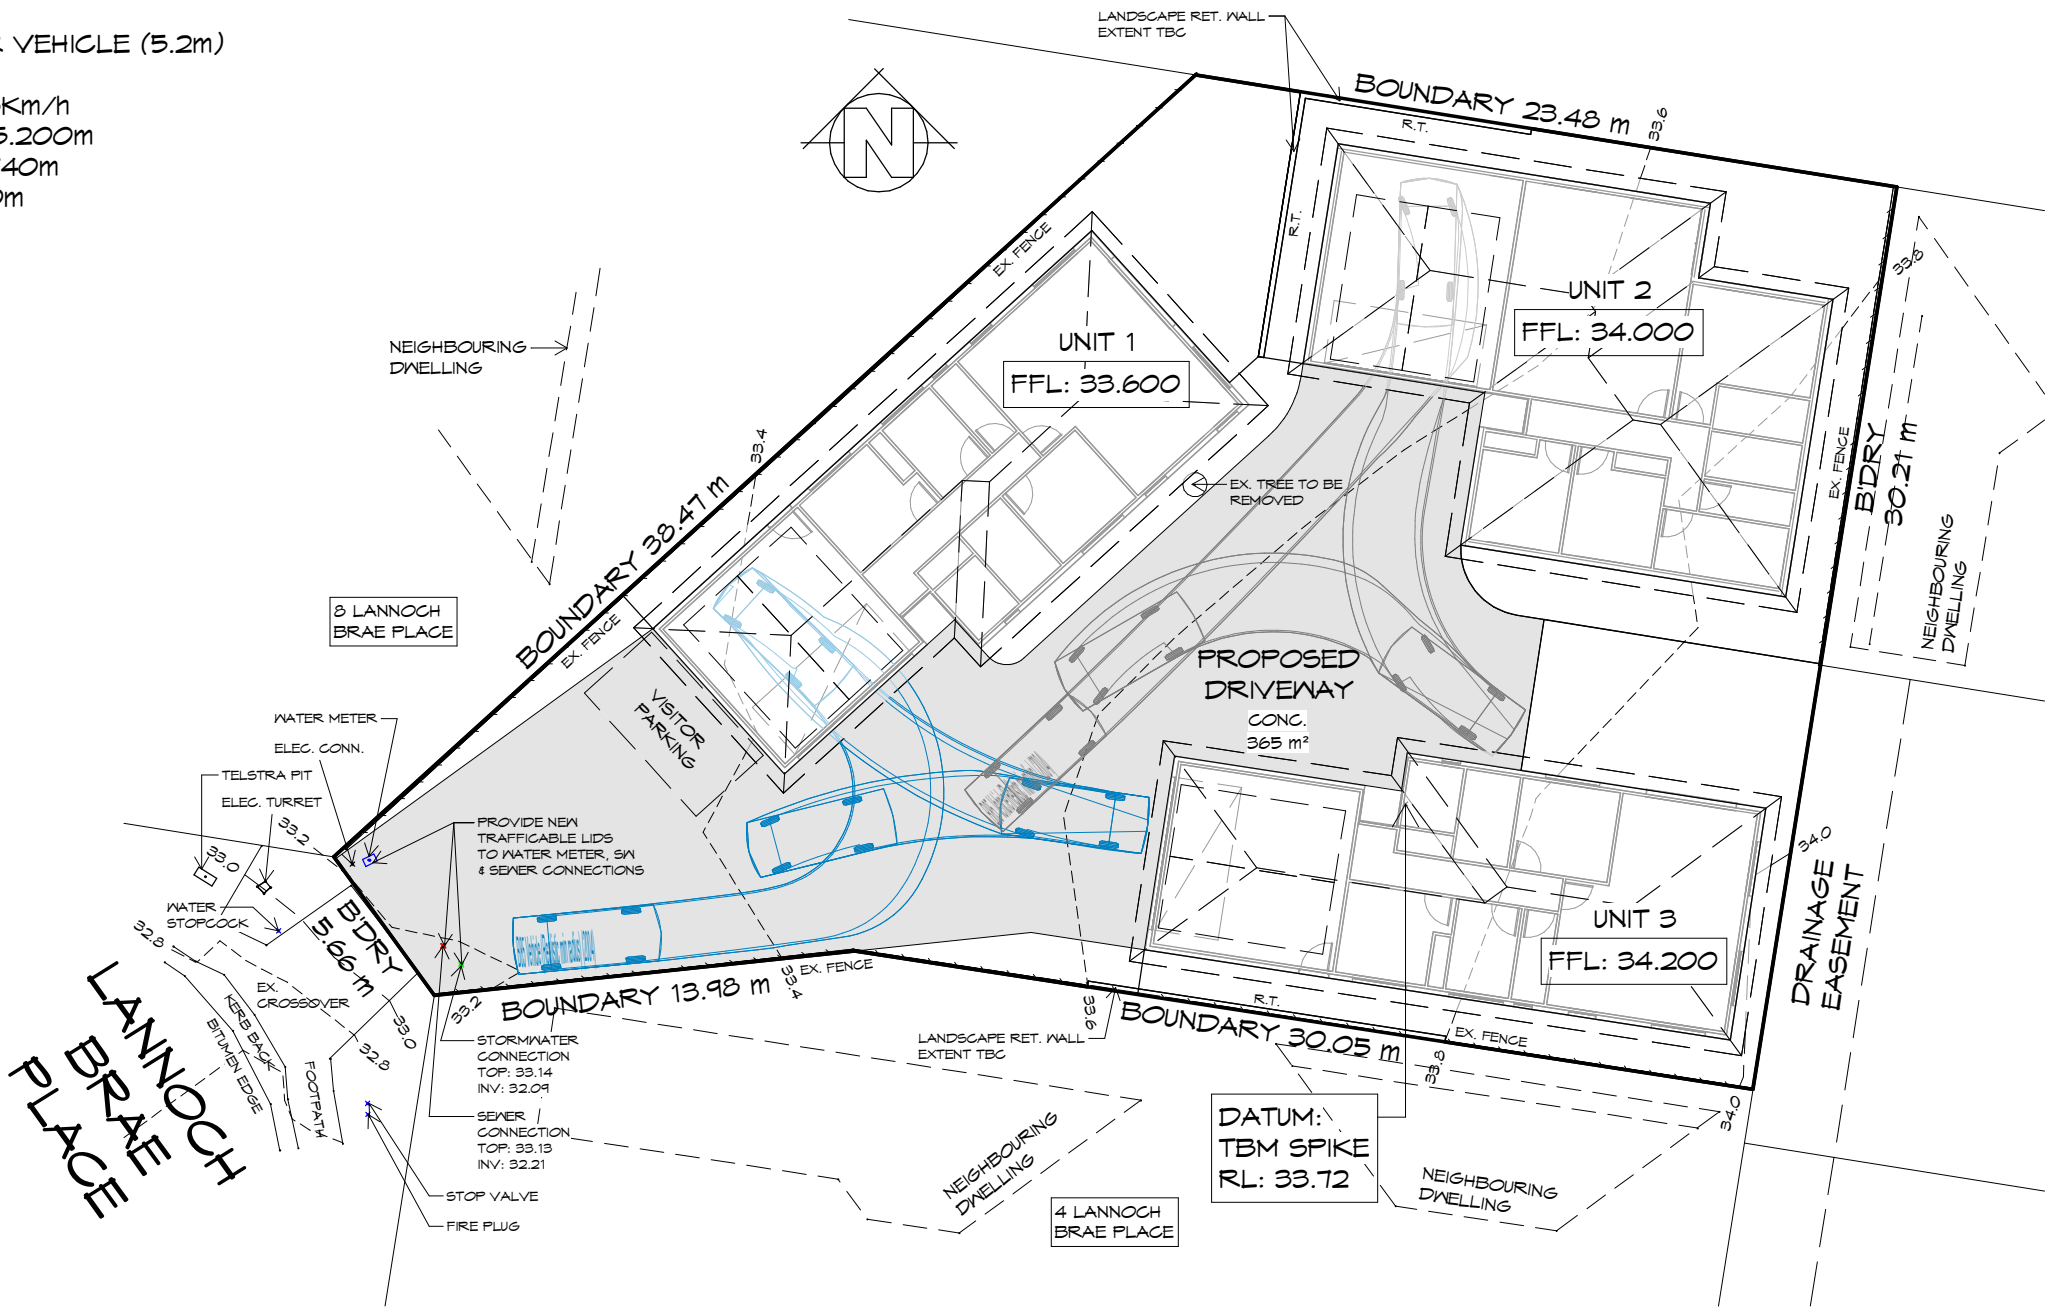 R VEHICLE (5.2m)
5Km/h
5.200m
LANDSCAPE RET. WALL
EXTENT TBC
N
BOUNDARY 23.48 m
33.6
R.T.
R.T.
33.8
EX. FENCE
UNIT 2
FFL: 34.000
UNIT 1
FFL: 33.600
NEIGHBOURING
DWELLING
33.4
BOUNDARY 38.47 m
EX. FENCE
EX. TREE TO BE
REMOVED
EX. FENCE
B'DRY
30.21 m
NEIGHBOURING
DWELLING
8 LANNOCH
BRAE PLACE
VISITOR
PARKING
PROPOSED
DRIVEWAY
CONC.
365 m²
WATER METER
ELEC. CONN.
TELSTRA PIT
ELEC. TURRET
33.2
33.0
PROVIDE NEW
TRAFFICABLE LIDS
TO WATER METER, SW
& SEWER CONNECTIONS
WATER
STOPCOCK
32.8
B'DRY
5.66 m
EX.
CROSSOVER
KERB BACK
BITUMEN EDGE
FOOTPATH
33.0
32.8
LANNOCH
BRAE
PLACE
B85 Vehicle (Realistic min radius) (2004)
33.2
BOUNDARY 13.98 m
33.4
EX. FENCE
STORMWATER
CONNECTION
TOP: 33.14
INV: 32.09
SEWER
CONNECTION
TOP: 33.13
INV: 32.21
STOP VALVE
FIRE PLUG
LANDSCAPE RET. WALL
EXTENT TBC
33.6
BOUNDARY 30.05 m
R.T.
EX. FENCE
33.8
34.0
UNIT 3
FFL: 34.200
34.0
DRAINAGE
EASEMENT
DATUM:
TBM SPIKE
RL: 33.72
NEIGHBOURING
DWELLING
4 LANNOCH
BRAE PLACE
NEIGHBOURING
DWELLING